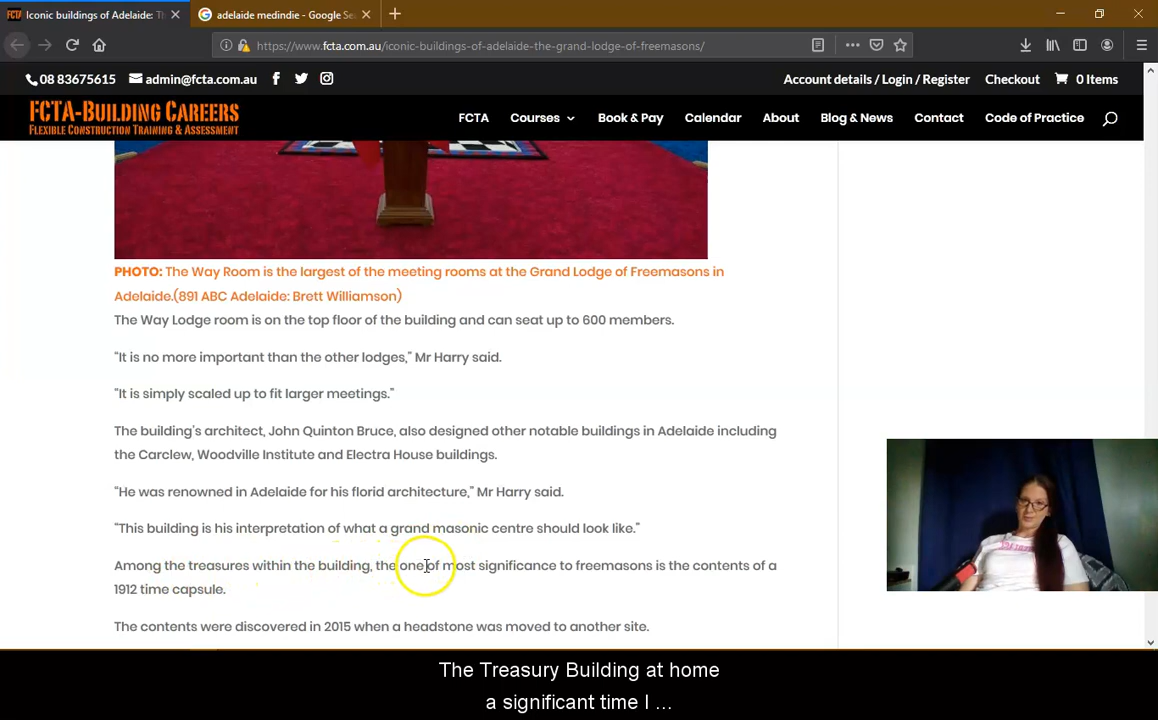 Iconic buildings of Adelaide: Th
adelaide medindie - Google Se
https://www.fcta.com.au/iconic-buildings-of-adelaide-the-grand-lodge-of-freemasons/
08 83675615 admin@fcta.com.au
Account details / Login / Register Checkout 0 Items
FCTA-Building Careers
Flexible Construction Training & Assessment
FCTA Courses Book & Pay Calendar About Blog & News Contact Code of Practice
PHOTO: The Way Room is the largest of the meeting rooms at the Grand Lodge of Freemasons in
Adelaide.(891 ABC Adelaide: Brett Williamson)
The Way Lodge room is on the top floor of the building and can seat up to 600 members.
“It is no more important than the other lodges,” Mr Harry said.
“It is simply scaled up to fit larger meetings.”
The building’s architect, John Quinton Bruce, also designed other notable buildings in Adelaide including
the Carclew, Woodville Institute and Electra House buildings.
“He was renowned in Adelaide for his florid architecture,” Mr Harry said.
“This building is his interpretation of what a grand masonic centre should look like.”
Among the treasures within the building, the one of most significance to freemasons is the contents of a
1912 time capsule.
The contents were discovered in 2015 when a headstone was moved to another site.
The Treasury Building at home
a significant time I ...